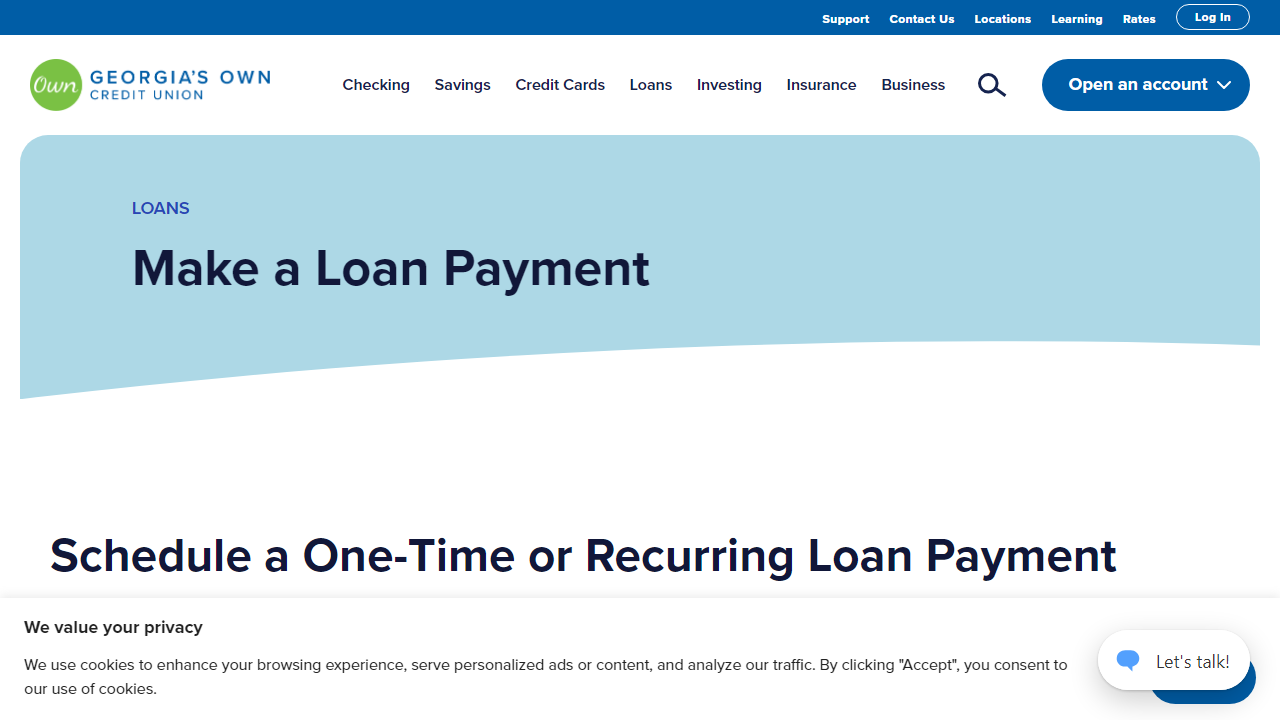 Support Contact Us Locations Learning Rates Log In
Own GEORGIA'S OWN
CREDIT UNION
Checking Savings Credit Cards Loans Investing Insurance Business Open an account
LOANS
Make a Loan Payment
Schedule a One-Time or Recurring Loan Payment
We value your privacy
We use cookies to enhance your browsing experience, serve personalized ads or content, and analyze our traffic. By clicking "Accept", you consent to
our use of cookies.
Let's talk!